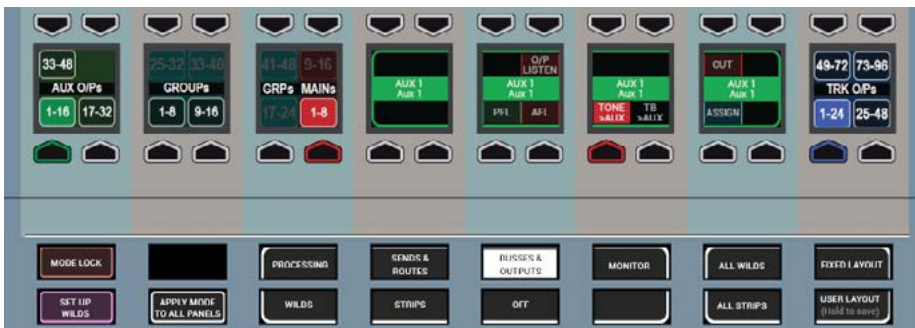 33-48
AUX O/Ps
1-16 17-32
25-32 33-40
GROUPs
1-8 9-16
41-48 9-16
GRPs MAINs
17-24 1-8
AUX 1
Aux 1
O/P
LISTEN
AUX 1
Aux 1
PFL AFL
AUX 1
Aux 1
TONE TB
>AUX >AUX
CUT
AUX 1
Aux 1
ASSIGN
49-72 73-96
TRK O/Ps
1-24 25-48
MODE LOCK
PROCESSING
SENDS &
ROUTES
BUSSES &
OUTPUTS
MONITOR
ALL WILDS
FIXED LAYOUT
SET UP
WILDS
APPLY MODE
TO ALL PANELS
WILDS
STRIPS
OFF
ALL STRIPS
USER LAYOUT
(Hold to save)